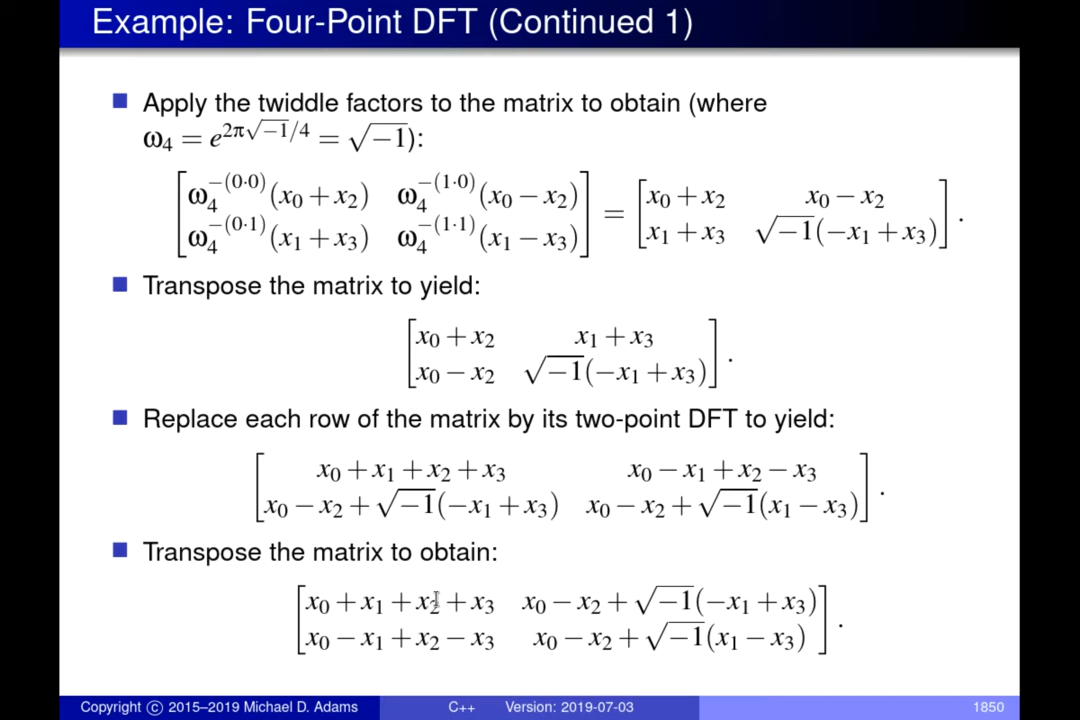 Example: Four-Point DFT (Continued 1)
Apply the twiddle factors to the matrix to obtain (where
ω₄ = e^{2π√−1/4} = √−1):
[ω₄^{−(0·0)}(x₀ + x₂) ω₄^{−(1·0)}(x₀ − x₂)] = [x₀ + x₂ x₀ − x₂]
[ω₄^{−(0·1)}(x₁ + x₃) ω₄^{−(1·1)}(x₁ − x₃)] [x₁ + x₃ √−1(−x₁ + x₃)].
Transpose the matrix to yield:
[x₀ + x₂ x₁ + x₃]
[x₀ − x₂ √−1(−x₁ + x₃)].
Replace each row of the matrix by its two-point DFT to yield:
[x₀ + x₁ + x₂ + x₃ x₀ − x₁ + x₂ − x₃]
[x₀ − x₂ + √−1(−x₁ + x₃) x₀ − x₂ + √−1(x₁ − x₃)].
Transpose the matrix to obtain:
[x₀ + x₁ + x₂ + x₃ x₀ − x₂ + √−1(−x₁ + x₃)]
[x₀ − x₁ + x₂ − x₃ x₀ − x₂ + √−1(x₁ − x₃)].
Copyright © 2015–2019 Michael D. Adams C++ Version: 2019-07-03 1850